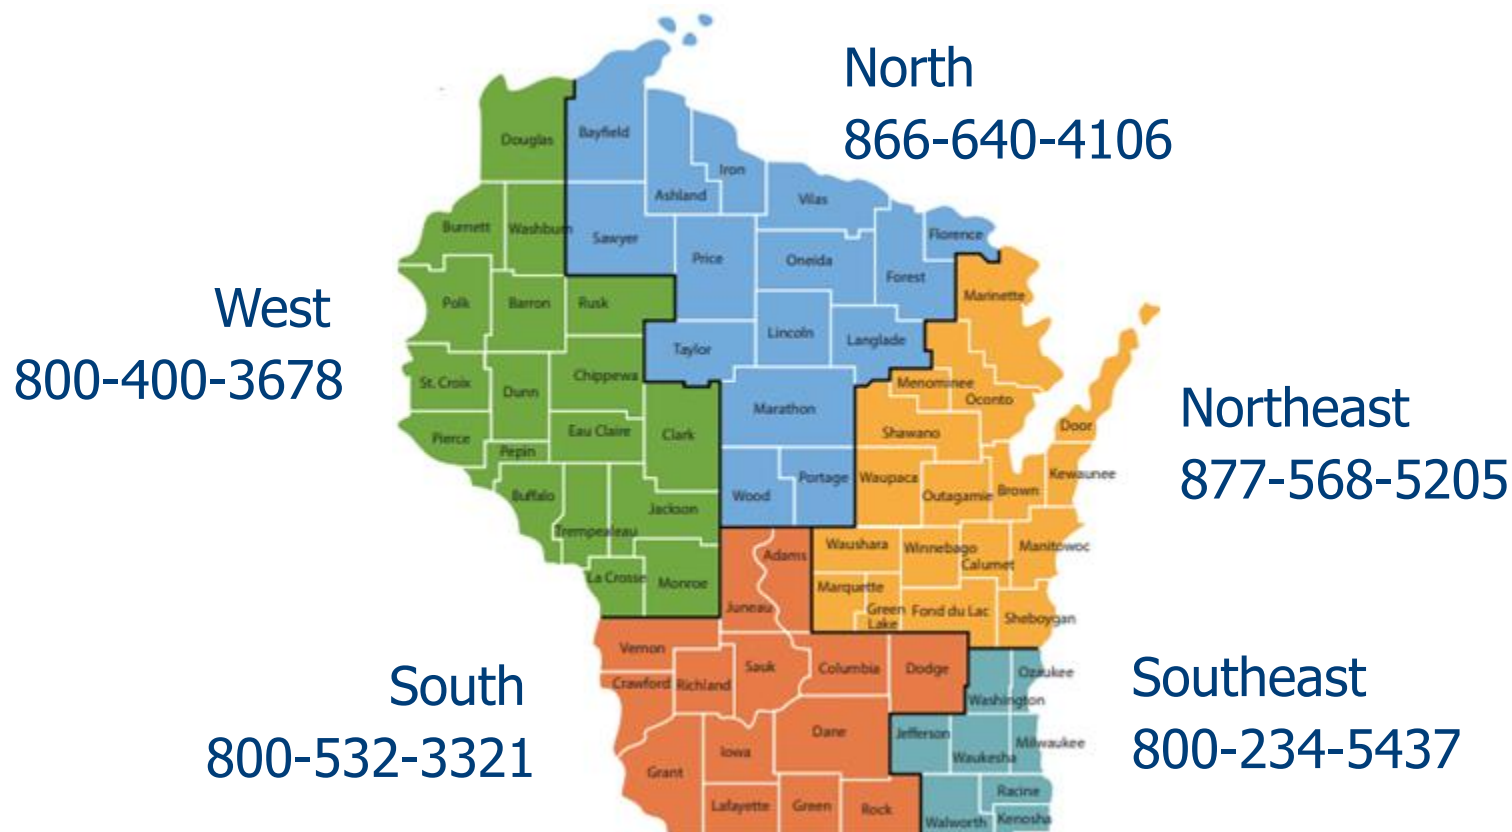 North
866-640-4106
West
800-400-3678
Northeast
877-568-5205
South
800-532-3321
Southeast
800-234-5437
Douglas
Bayfield
Ashland
Iron
Vilas
Burnett
Washburn
Sawyer
Price
Oneida
Forest
Florence
Marinette
Polk
Barron
Rusk
Taylor
Lincoln
Langlade
St. Croix
Dunn
Chippewa
Menominee
Oconto
Marathon
Door
Pierce
Pepin
Eau Claire
Clark
Shawano
Buffalo
Trempealeau
Jackson
Wood
Portage
Waupaca
Outagamie
Brown
Kewaunee
La Crosse
Monroe
Juneau
Adams
Waushara
Winnebago
Calumet
Manitowoc
Marquette
Green
Lake
Fond du Lac
Sheboygan
Vernon
Crawford
Richland
Sauk
Columbia
Dodge
Ozaukee
Washington
Grant
Iowa
Dane
Jefferson
Waukesha
Milwaukee
Lafayette
Green
Rock
Walworth
Racine
Kenosha